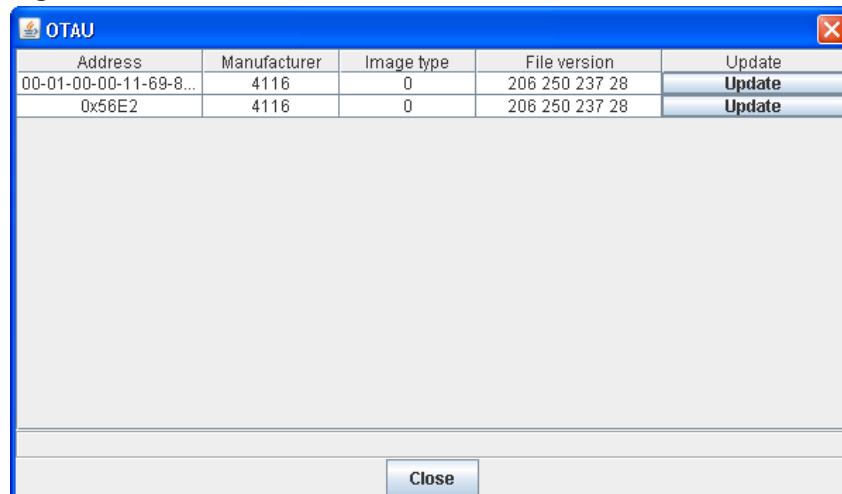 OTAU
Address Manufacturer Image type File version Update
00-01-00-00-11-69-8... 4116 0 206 250 237 28 Update
0x56E2 4116 0 206 250 237 28 Update
Close